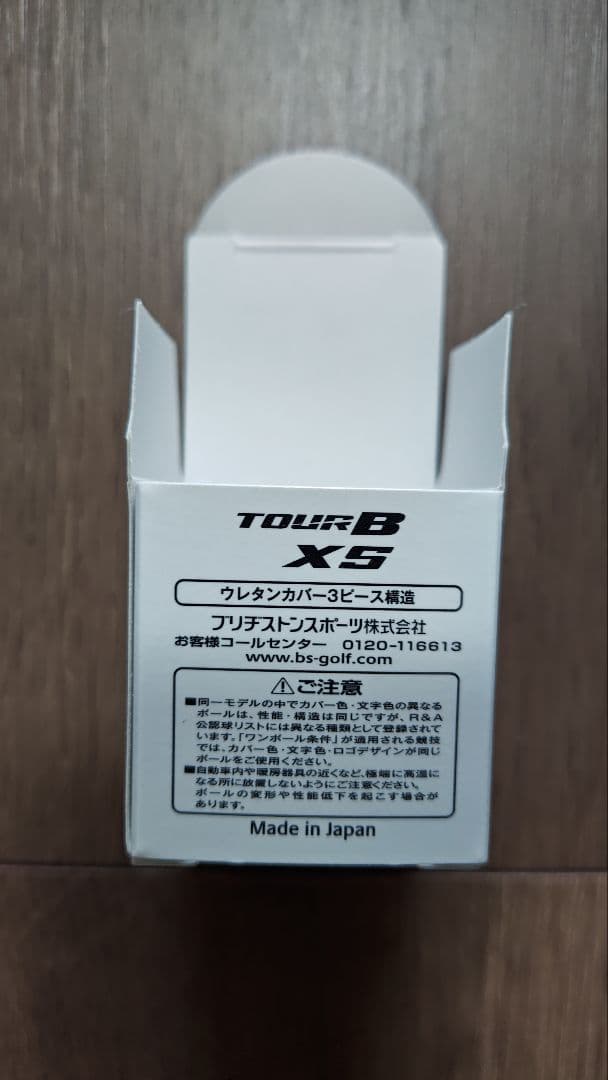 TOURB
XS
ウレタンカバー3ピース構造
ブリヂストンスポーツ株式会社
お客様コールセンター 0120-116613
www.bs-golf.com
⚠ご注意
■同一モデルの中でカバー色・文字色の異なる
ボールは、性能・構造は同じですが、R&A
公認球リストには異なる種類として登録されて
います。「ワンボール条件」が適用される競技
では、カバー色・文字色・ロゴデザインが同じ
ボールをご使用ください。
■自動車内や暖房器具の近くなど、極端に高温に
なる所に放置しないようにご注意ください。
ボールの変形や性能低下を起こす場合が
あります。
Made in Japan